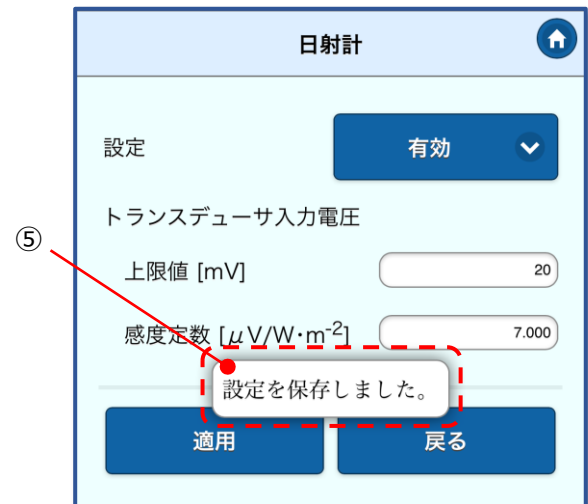 日射計
設定
有効
トランスデューサ入力電圧
⑤
上限値 [mV]
20
感度定数 [μV/W･m-2]
7.000
設定を保存しました。
適用
戻る